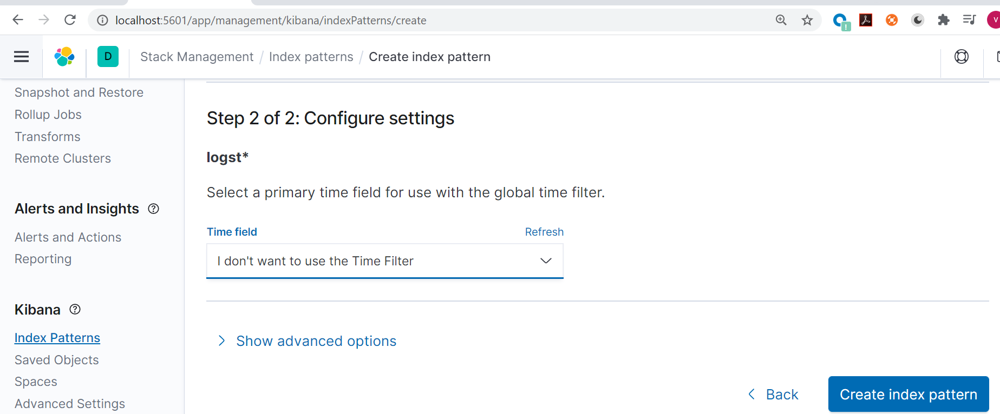 localhost:5601/app/management/kibana/indexPatterns/create
V
D
Stack Management / Index patterns / Create index pattern
Snapshot and Restore
Rollup Jobs
Transforms
Remote Clusters
Alerts and Insights
Alerts and Actions
Reporting
Kibana
Index Patterns
Saved Objects
Spaces
Advanced Settings
Step 2 of 2: Configure settings
logst*
Select a primary time field for use with the global time filter.
Time field Refresh
I don't want to use the Time Filter
Show advanced options
Back Create index pattern